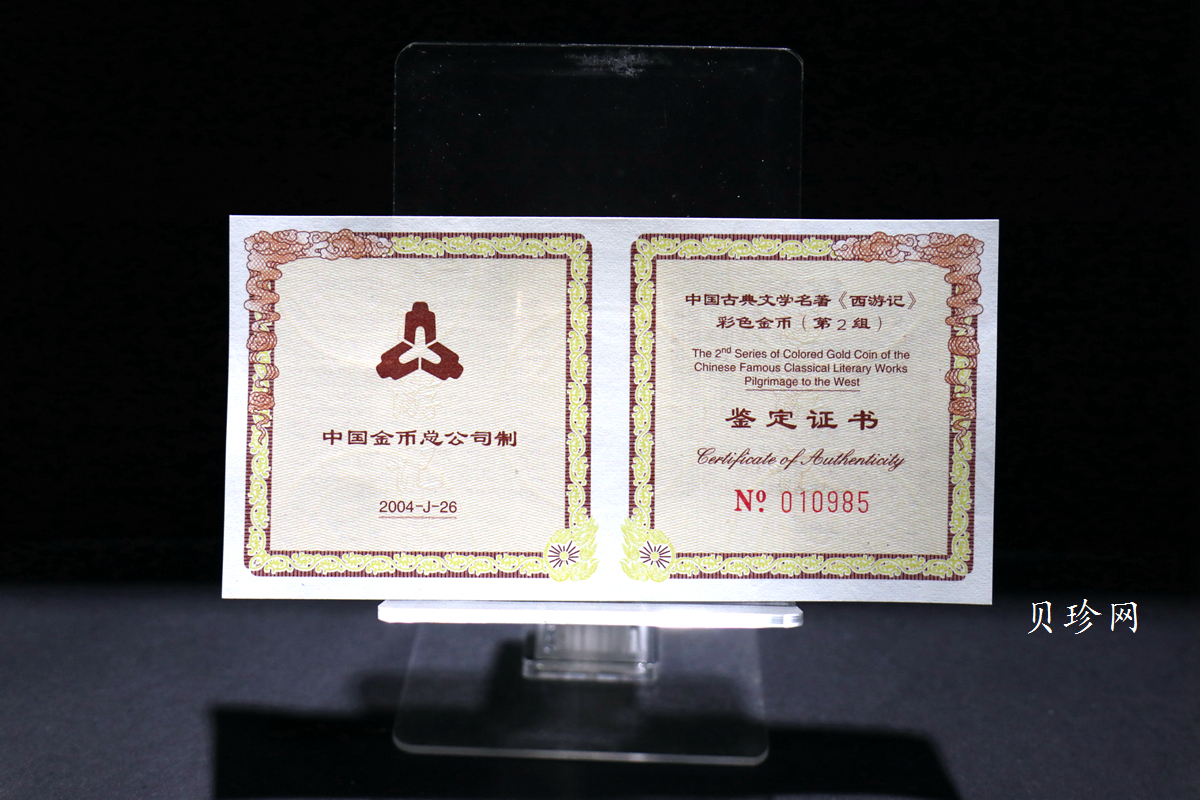 中国金币总公司制
2004-J-26
中国古典文学名著《西游记》
彩色金币（第2组）
The 2nd Series of Colored Gold Coin of the
Chinese Famous Classical Literary Works
Pilgrimage to the West
鉴定证书
Certificate of Authenticity
Nº 010985
贝珍网